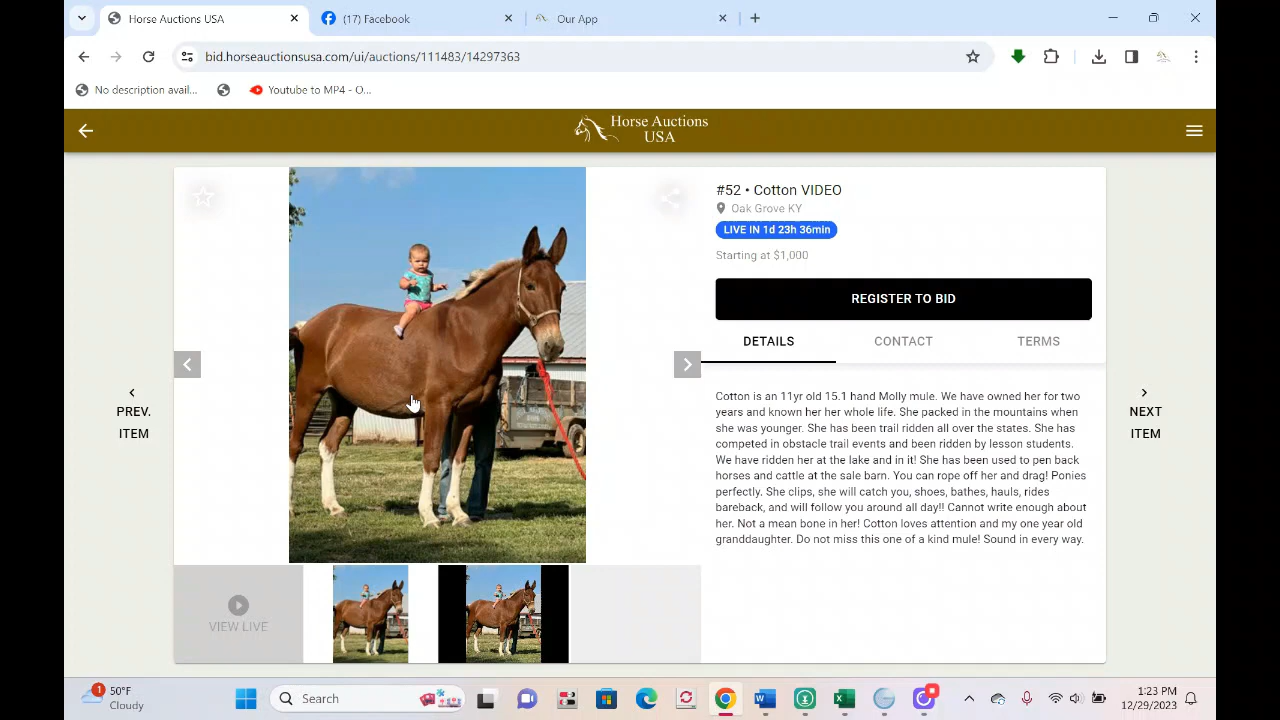 Horse Auctions USA
(17) Facebook
Our App
bid.horseauctionsusa.com/ui/auctions/111483/14297363
No description avail...
Youtube to MP4 - O...
Horse Auctions
USA
#52 • Cotton VIDEO
Oak Grove KY
LIVE IN 1d 23h 36min
Starting at $1,000
REGISTER TO BID
DETAILS
CONTACT
TERMS
Cotton is an 11yr old 15.1 hand Molly mule. We have owned her for two
years and known her her whole life. She packed in the mountains when
she was younger. She has been trail ridden all over the states. She has
competed in obstacle trail events and been ridden by lesson students.
We have ridden her at the lake and in it! She has been used to pen back
horses and cattle at the sale barn. You can rope off her and drag! Ponies
perfectly. She clips, she will catch you, shoes, bathes, hauls, rides
bareback, and will follow you around all day!! Cannot write enough about
her. Not a mean bone in her! Cotton loves attention and my one year old
granddaughter. Do not miss this one of a kind mule! Sound in every way.
PREV.
ITEM
NEXT
ITEM
VIEW LIVE
1
50°F
Cloudy
Search
1:23 PM
12/29/2023